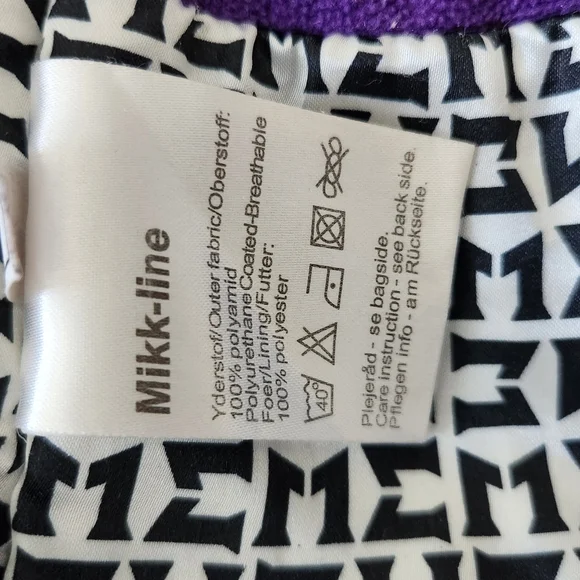 Mikk-line
Yderstof/Outer fabric/Oberstoff:
100% polyamid
PolyurethaneCoated-Breathable
Foer/Lining/Futter:
100% polyester
40°
Plejeråd - se bagside.
Care instruction - see back side.
Pflegen info - am Rückseite.